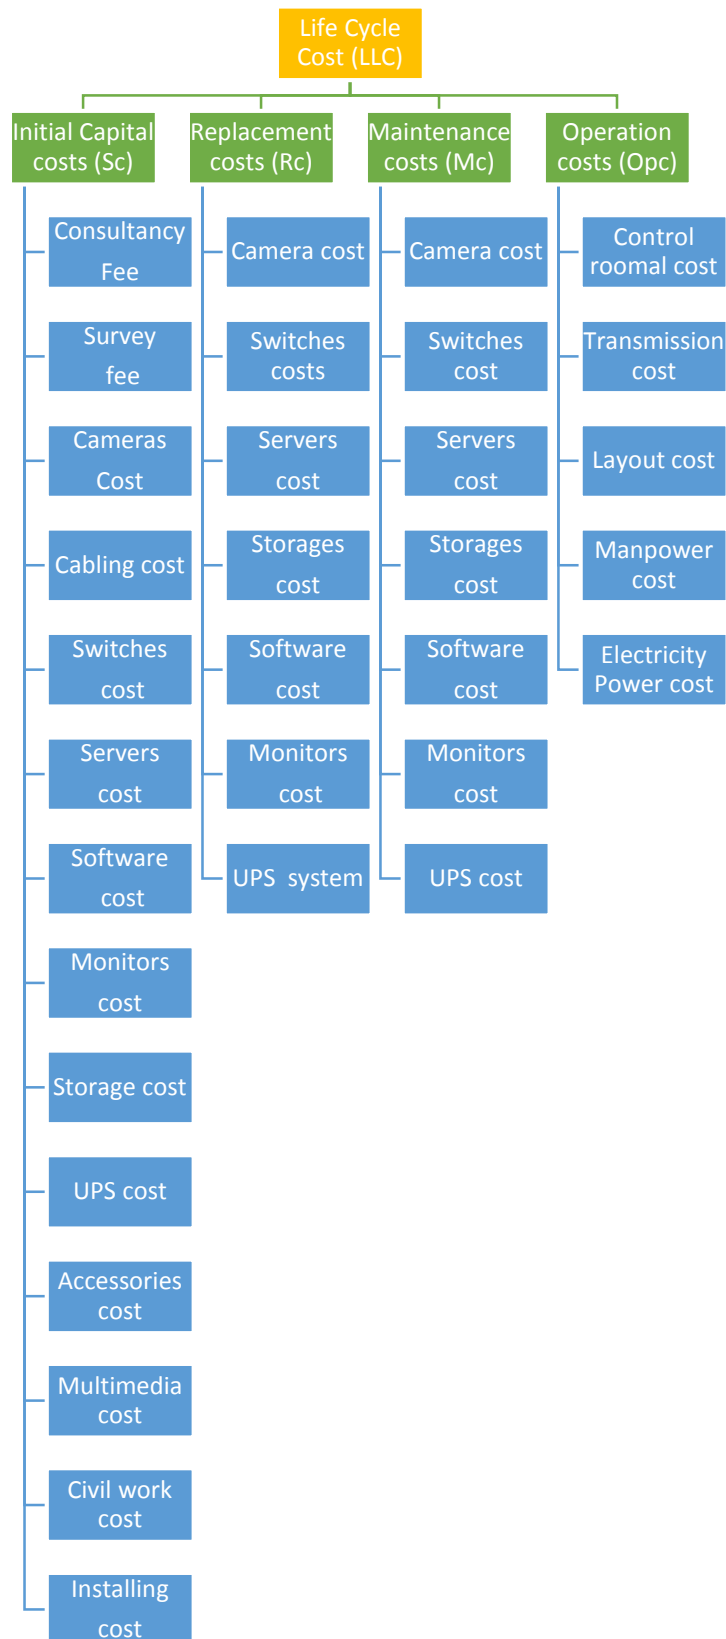 Life Cycle
Cost (LLC)
Initial Capital
costs (Sc)
Consultancy
Fee
Survey
fee
Cameras
Cost
Cabling cost
Switches
cost
Servers
cost
Software
cost
Monitors
cost
Storage cost
UPS cost
Accessories
cost
Multimedia
cost
Civil work
cost
Installing
cost
Replacement
costs (Rc)
Camera cost
Switches
costs
Servers
cost
Storages
cost
Software
cost
Monitors
cost
UPS  system
Maintenance
costs (Mc)
Camera cost
Switches
cost
Servers
cost
Storages
cost
Software
cost
Monitors
cost
UPS cost
Operation
costs (Opc)
Control
roomal cost
Transmission
cost
Layout cost
Manpower
cost
Electricity
Power cost